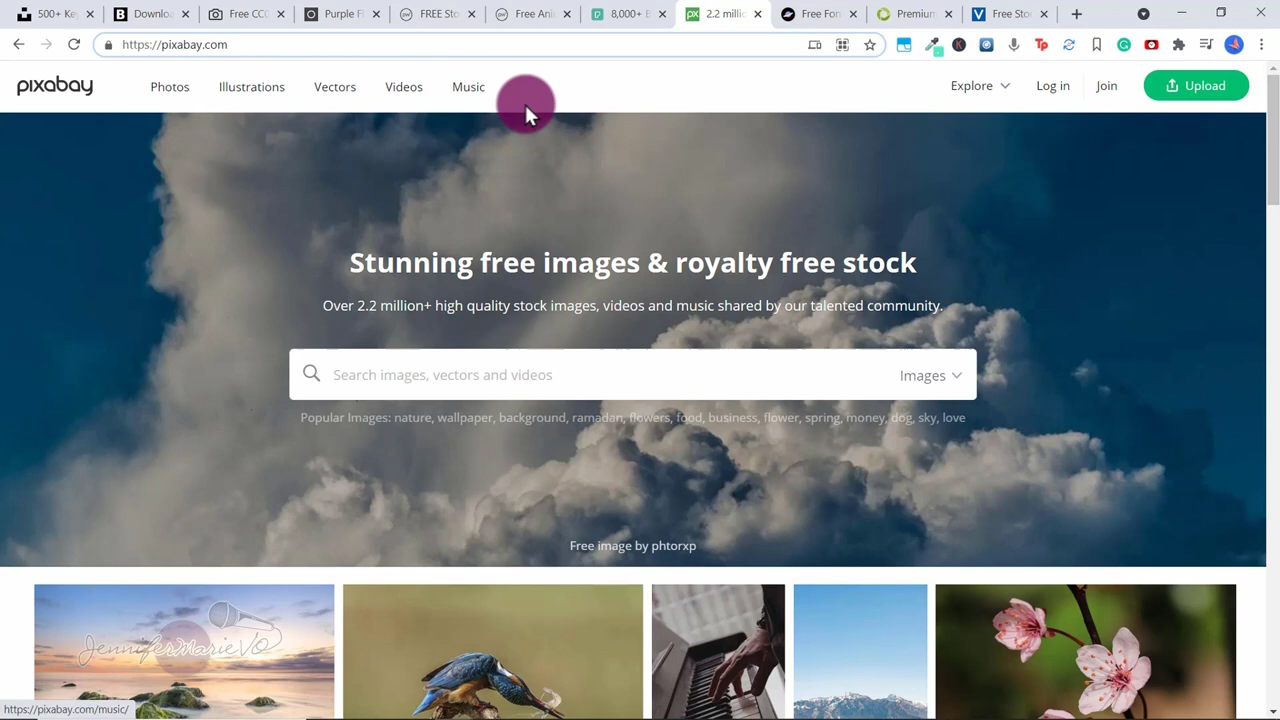 500+ Ke
Downloa
Free CC
Purple Fl
FREE St
Free Ani
8,000+ E
2.2 millio
Free Fon
Premium
Free Sto
https://pixabay.com
pixabay
Photos
Illustrations
Vectors
Videos
Music
Explore
Log in
Join
Upload
Stunning free images & royalty free stock
Over 2.2 million+ high quality stock images, videos and music shared by our talented community.
Search images, vectors and videos
Images
Popular Images: nature, wallpaper, background, ramadan, flowers, food, business, flower, spring, money, dog, sky, love
Free image by phtorxp
JenniferMarieVO
https://pixabay.com/music/